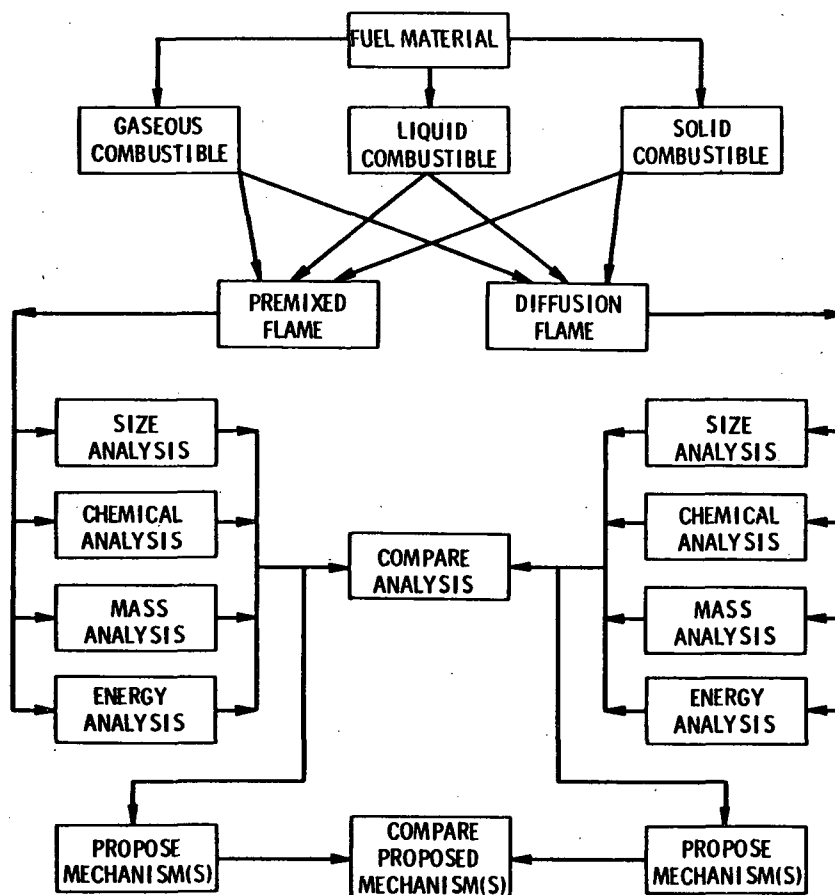 FUEL MATERIAL
GASEOUS
COMBUSTIBLE
LIQUID
COMBUSTIBLE
SOLID
COMBUSTIBLE
PREMIXED
FLAME
DIFFUSION
FLAME
SIZE
ANALYSIS
CHEMICAL
ANALYSIS
MASS
ANALYSIS
ENERGY
ANALYSIS
COMPARE
ANALYSIS
SIZE
ANALYSIS
CHEMICAL
ANALYSIS
MASS
ANALYSIS
ENERGY
ANALYSIS
PROPOSE
MECHANISM(S)
COMPARE
PROPOSED
MECHANISM(S)
PROPOSE
MECHANISM(S)